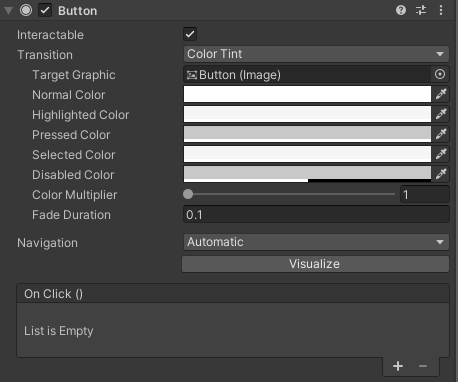 Button
Interactable
Transition Color Tint
Target Graphic Button (Image)
Normal Color
Highlighted Color
Pressed Color
Selected Color
Disabled Color
Color Multiplier 1
Fade Duration 0.1
Navigation Automatic
Visualize
On Click ()
List is Empty